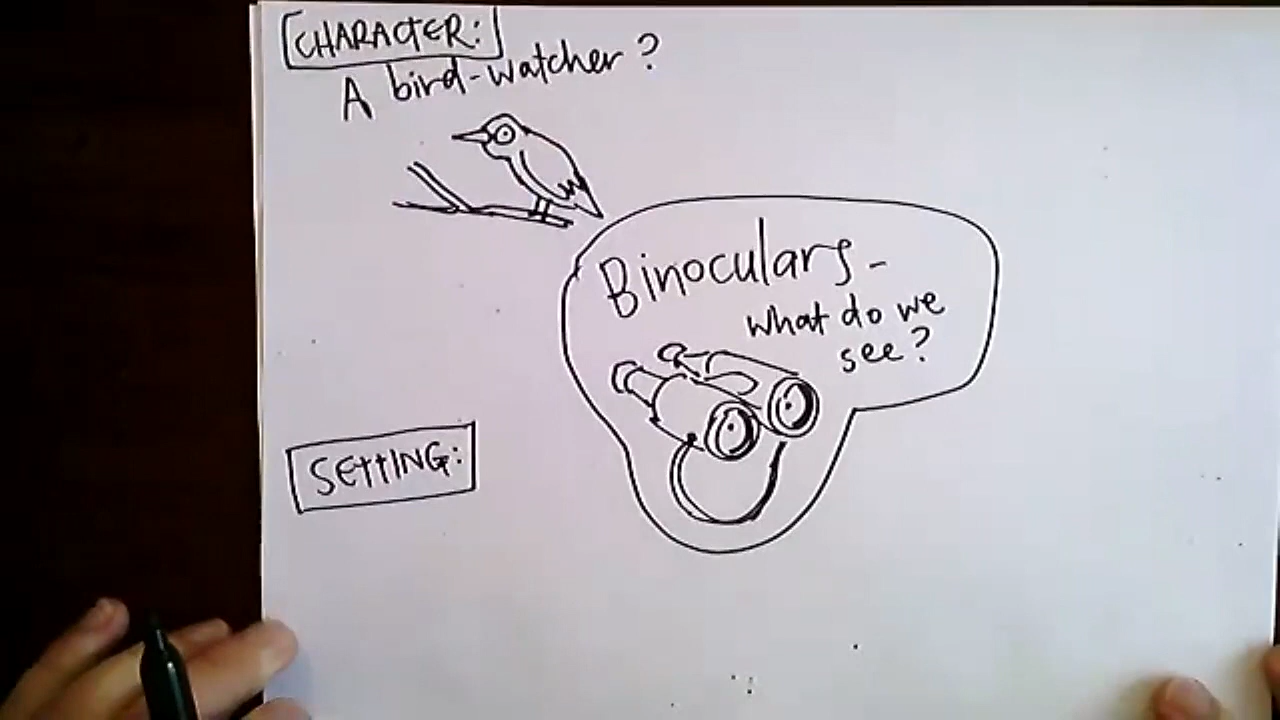 CHARACTER:
A bird-watcher?
Binoculars -
what do we
see?
SETTING: